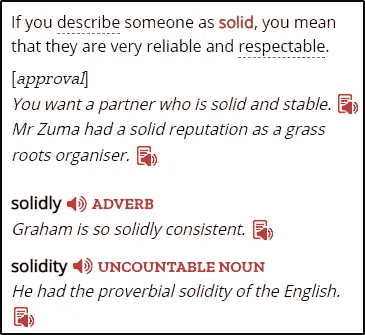 If you describe someone as solid, you mean
that they are very reliable and respectable.
[approval]
You want a partner who is solid and stable.
Mr Zuma had a solid reputation as a grass
roots organiser.
solidly ADVERB
Graham is so solidly consistent.
solidity UNCOUNTABLE NOUN
He had the proverbial solidity of the English.